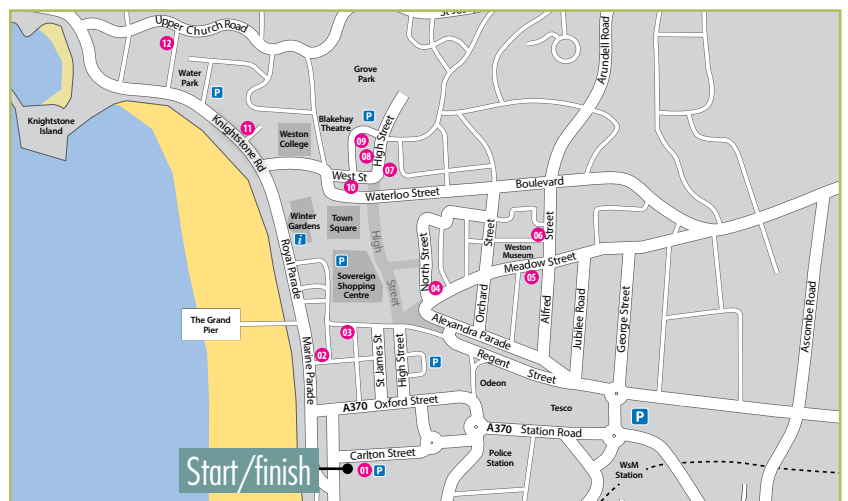 Upper Church Road
St Jos
Arundell Road
12
Water
Park
P
Grove
Park
Knightstone
Island
Knightstone Rd
11
Weston
College
Blakehay
Theatre
P
09
08
High Street
07
West St
10
Waterloo Street
Boulevard
Winter
Gardens
i
Town
Square
High
Street
North Street
Street
Orchard
06
Street
Alfred
Weston
Museum
Meadow Street
05
Royal Parade
P
Sovereign
Shopping
Centre
04
Jubilee Road
George Street
Ascombe Road
The Grand
Pier
03
02
Marine Parade
St James St
High Street
P
Alexandra Parade
Regent Street
Odeon
Tesco
P
A370 Oxford Street
A370 Station Road
Carlton Street
Start/finish
01
P
Police
Station
WsM
Station